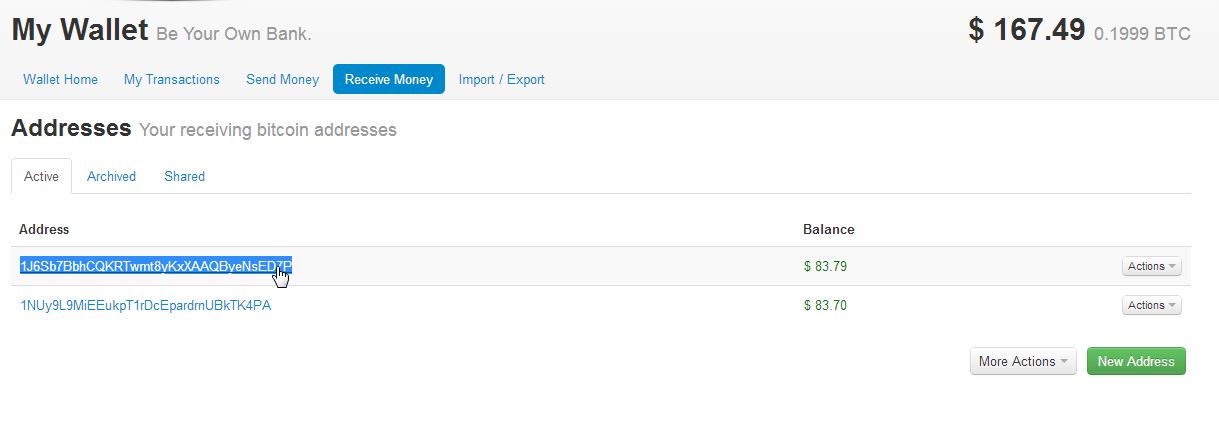 My Wallet Be Your Own Bank.
$ 167.49 0.1999 BTC
Wallet Home My Transactions Send Money Receive Money Import / Export
Addresses Your receiving bitcoin addresses
Active Archived Shared
Address Balance
1J6Sb7BbhCQKRTwmt8yKxXAAQByeNsED7P $ 83.79 Actions
1NUy9L9MiEEukpT1rDcEpardrnUBkTK4PA $ 83.70 Actions
More Actions New Address